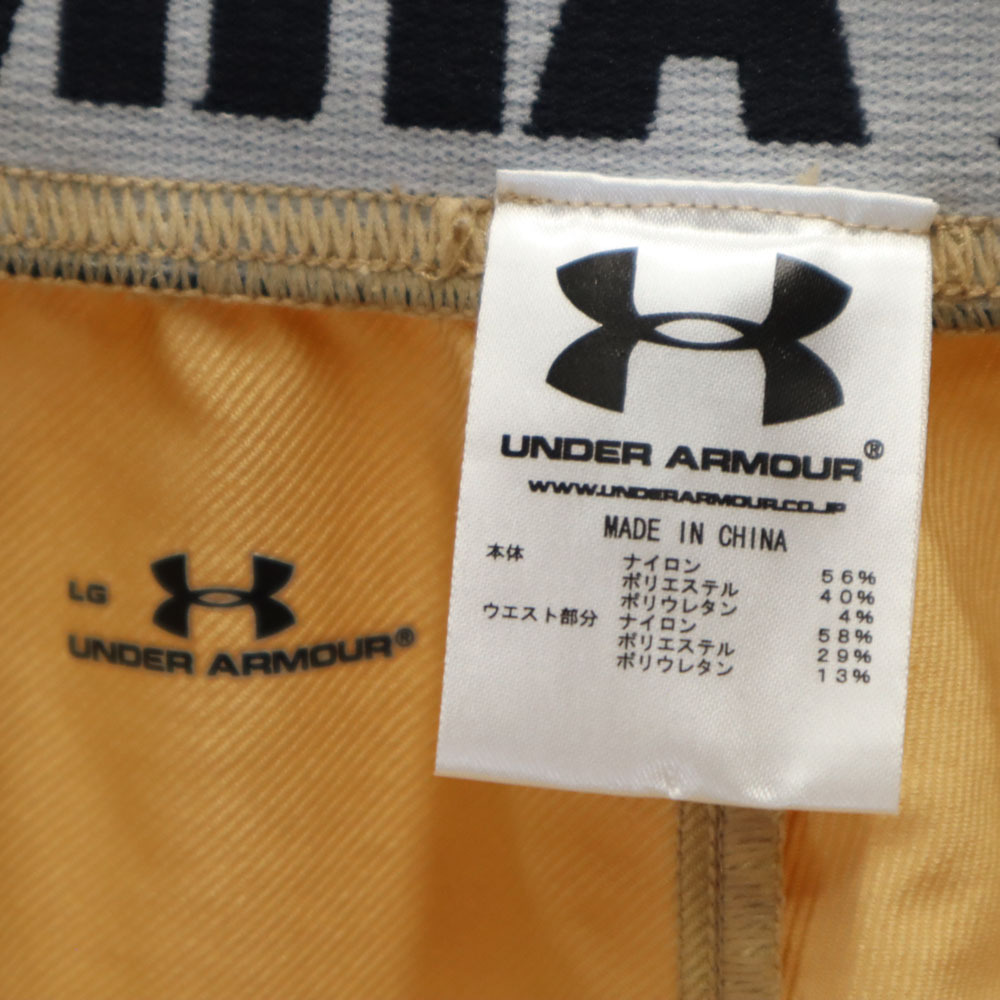 UNDER ARMOUR®
WWW.UNDERARMOUR.CO.JP
MADE IN CHINA
本体 ナイロン 56%
ポリエステル 40%
ポリウレタン 4%
ウエスト部分 ナイロン 58%
ポリエステル 29%
ポリウレタン 13%
LG
UNDER ARMOUR®